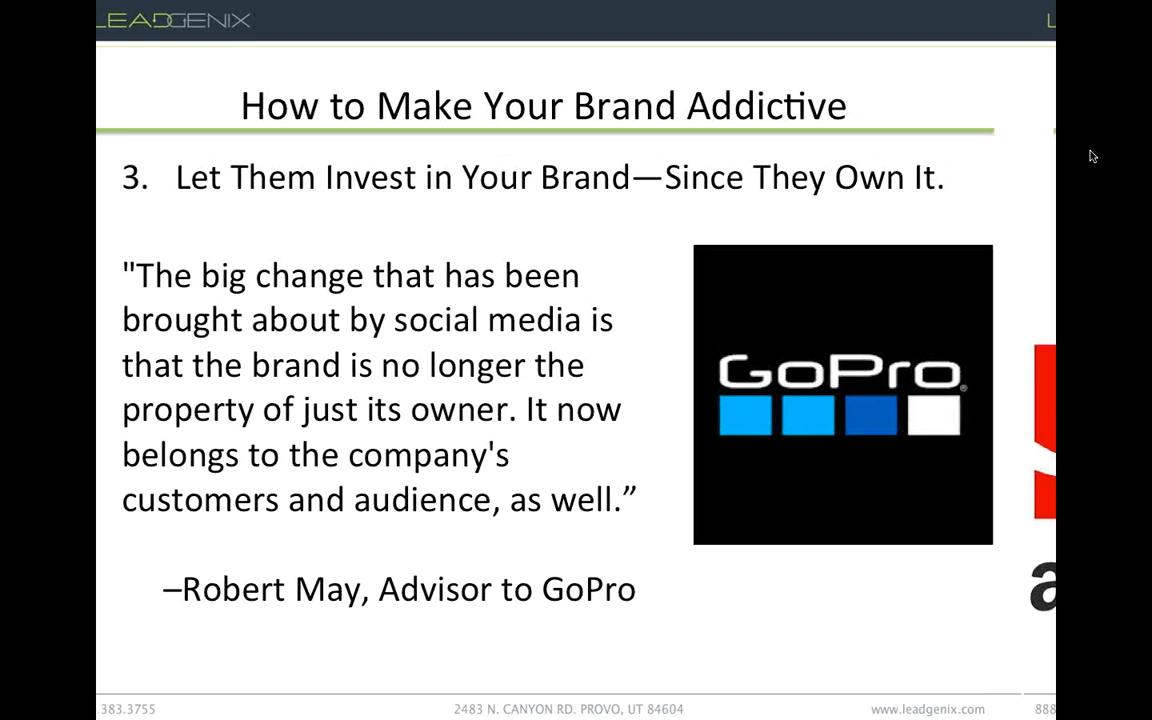 LEADGENIX
How to Make Your Brand Addictive
3. Let Them Invest in Your Brand—Since They Own It.
"The big change that has been
brought about by social media is
that the brand is no longer the
property of just its owner. It now
belongs to the company's
customers and audience, as well.”
–Robert May, Advisor to GoPro
GoPro®
a
.383.3755
2483 N. CANYON RD. PROVO, UT 84604
www.leadgenix.com
888